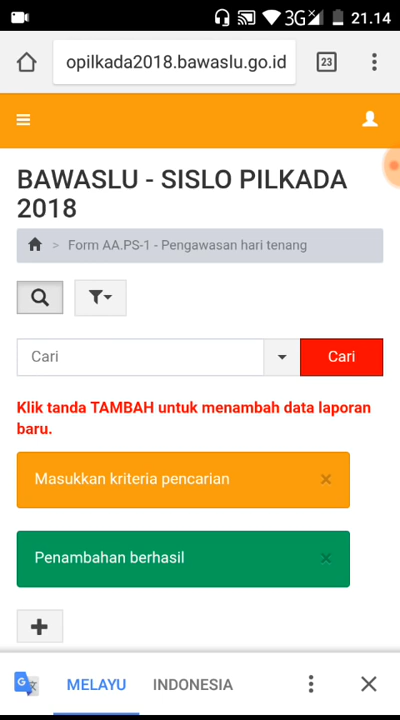 3G
21.14
opilkada2018.bawaslu.go.id
23
BAWASLU - SISLO PILKADA
2018
> Form AA.PS-1 - Pengawasan hari tenang
Cari
Cari
Klik tanda TAMBAH untuk menambah data laporan
baru.
Masukkan kriteria pencarian ×
Penambahan berhasil ×
+
G
MELAYU INDONESIA